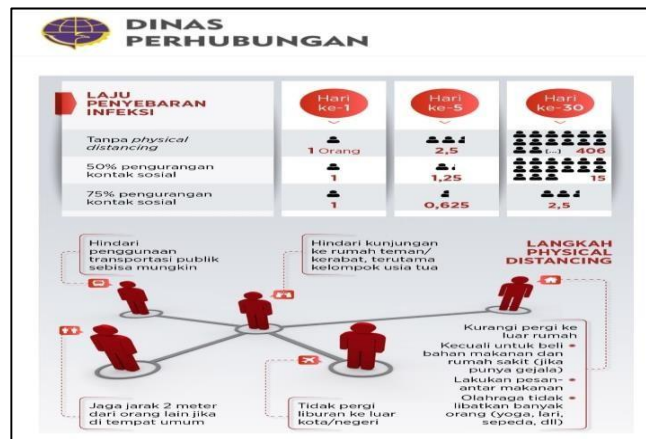 DINAS
PERHUBUNGAN
LAJU
PENYEBARAN
INFEKSI
Hari
ke-1
Hari
ke-5
Hari
ke-30
Tanpa physical
distancing
1 Orang
2,5
[...] 406
50% pengurangan
kontak sosial
1
1,25
15
75% pengurangan
kontak sosial
1
0,625
2,5
Hindari
penggunaan
transportasi publik
sebisa mungkin
Hindari kunjungan
ke rumah teman/
kerabat, terutama
kelompok usia tua
LANGKAH
PHYSICAL
DISTANCING
Kurangi pergi ke
luar rumah
Kecuali untuk beli
bahan makanan dan
rumah sakit (jika
punya gejala)
Lakukan pesan-
antar makanan
Olahraga tidak
libatkan banyak
orang (yoga, lari,
sepeda, dll)
Jaga jarak 2 meter
dari orang lain jika
di tempat umum
Tidak pergi
liburan ke luar
kota/negeri